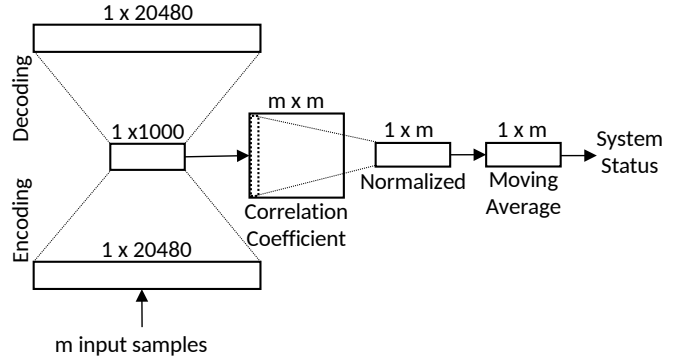 1 x 20480
Decoding
1 x1000
m x m
1 x m
1 x m
System
Status
Normalized
Moving
Average
Correlation
Coefficient
Encoding
1 x 20480
m input samples